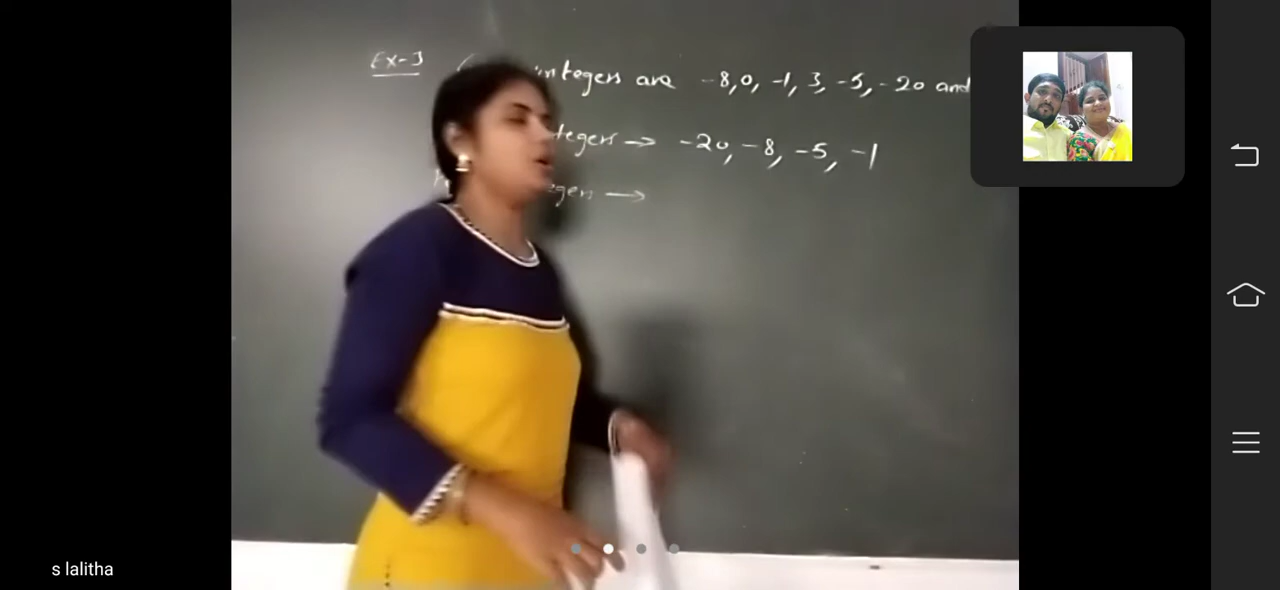 Ex-3 integers are -8, 0, -1, 3, -5, -20 and
tegers → -20, -8, -5, -1
egers →
s lalitha